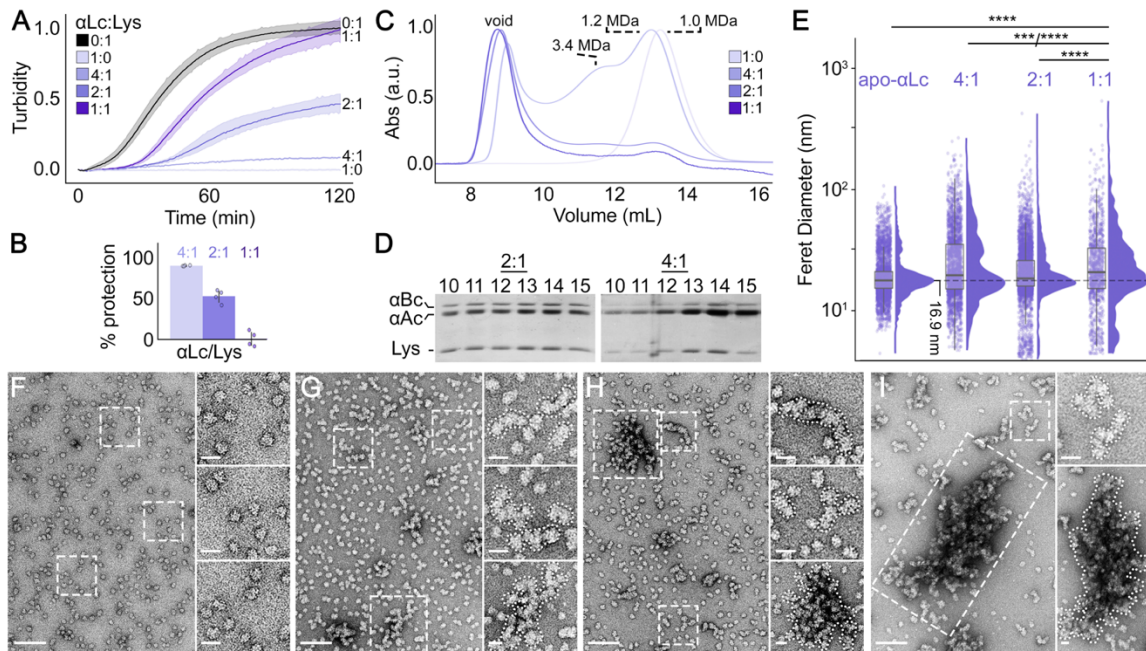 A
αLc:Lys
0:1
1:0
4:1
2:1
1:1
Turbidity
1.0
0.5
0.0
0:1
1:1
2:1
4:1
1:0
0
60
120
Time (min)
B
4:1 2:1 1:1
% protection
100
50
0
αLc/Lys
C
void
1.2 MDa
1.0 MDa
3.4 MDa
1:0
4:1
2:1
1:1
Abs (a.u.)
1.0
0.5
0.0
10 12 14 16
Volume (mL)
D
2:1 4:1
10 11 12 13 14 15 10 11 12 13 14 15
αBc
αAc
Lys
E
****
***/****
****
apo-αLc 4:1 2:1 1:1
Feret Diameter (nm)
10³
10²
10¹
16.9 nm
F
G
H
I